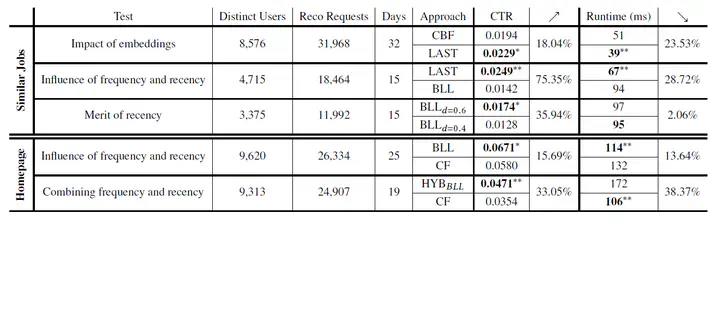 Test Distinct Users Reco Requests Days Approach CTR ↗ Runtime (ms) ↘
Similar Jobs
Impact of embeddings 8,576 31,968 32 CBF 0.0194 18.04% 51 23.53%
LAST 0.0229* 39**
Influence of frequency and recency 4,715 18,464 15 LAST 0.0249** 75.35% 67** 28.72%
BLL 0.0142 94
Merit of recency 3,375 11,992 15 BLLd=0.6 0.0174* 35.94% 97 2.06%
BLLd=0.4 0.0128 95
Homepage
Influence of frequency and recency 9,620 26,334 25 BLL 0.0671* 15.69% 114** 13.64%
CF 0.0580 132
Combining frequency and recency 9,313 24,907 19 HYBBLL 0.0471** 33.05% 172 38.37%
CF 0.0354 106**